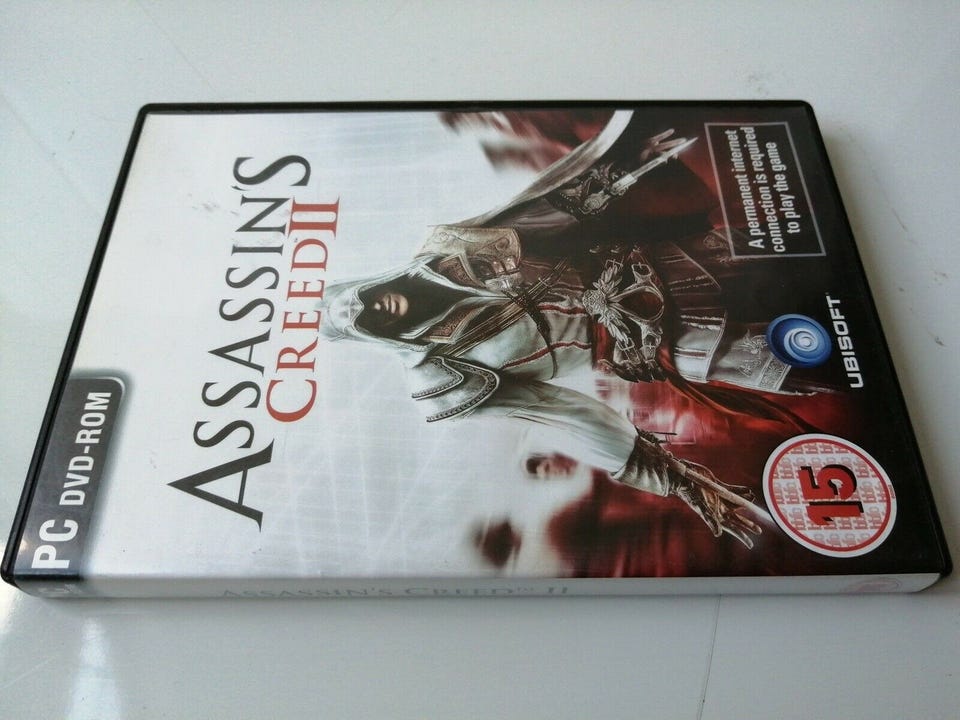 PC DVD-ROM
ASSASSIN'S
CREED II
A permanent internet
connection is required
to play the game
UBISOFT
15
ASSASSIN'S CREED™ II